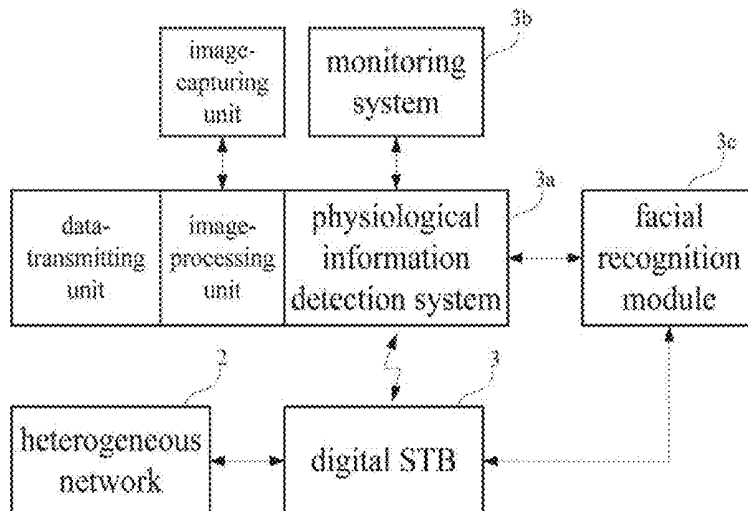 image-
capturing
unit
monitoring
system
3b
data-
transmitting
unit
image-
processing
unit
physiological
information
detection system
3a
facial
recognition
module
3c
heterogeneous
network
2
digital STB
3